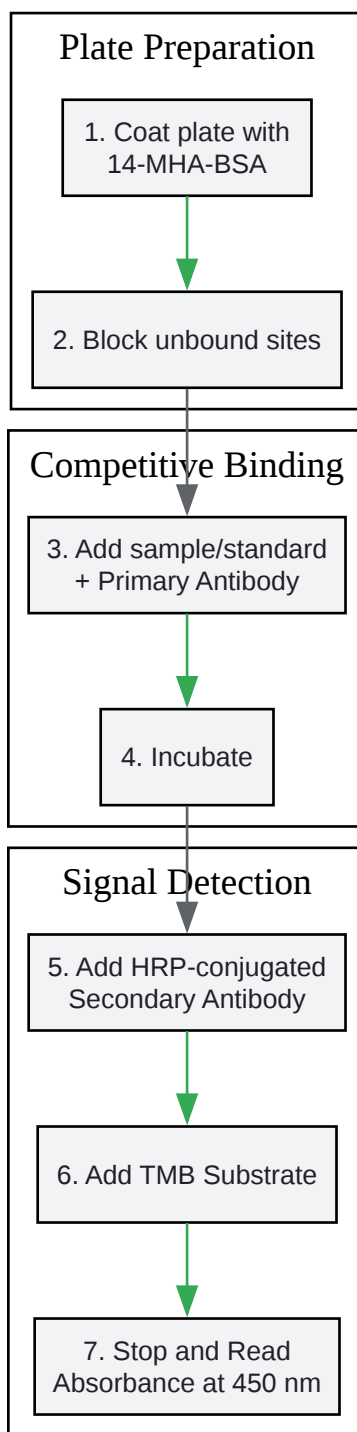 Plate Preparation
1. Coat plate with
14-MHA-BSA
2. Block unbound sites
Competitive Binding
3. Add sample/standard
+ Primary Antibody
4. Incubate
Signal Detection
5. Add HRP-conjugated
Secondary Antibody
6. Add TMB Substrate
7. Stop and Read
Absorbance at 450 nm